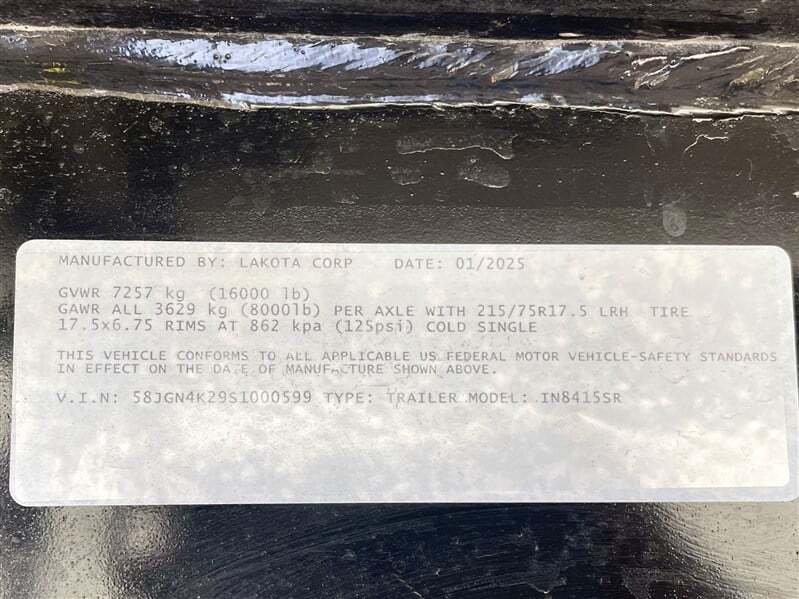 MANUFACTURED BY: LAKOTA CORP DATE: 01/2025
GVWR 7257 kg (16000 lb)
GAWR ALL 3629 kg (8000lb) PER AXLE WITH 215/75R17.5 LRH TIRE
17.5x6.75 RIMS AT 862 kpa (125psi) COLD SINGLE
THIS VEHICLE CONFORMS TO ALL APPLICABLE US FEDERAL MOTOR VEHICLE-SAFETY STANDARDS
IN EFFECT ON THE DATE OF MANUFACTURE SHOWN ABOVE.
V.I.N: 58JGN4K29S1000599 TYPE: TRAILER MODEL: IN8415SR